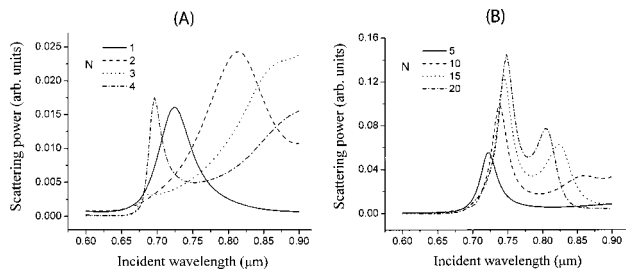 (A)
Scattering power (arb. units)
0.025
0.020
0.015
0.010
0.005
0.000
N
1
2
3
4
0.60 0.65 0.70 0.75 0.80 0.85 0.90
Incident wavelength (μm)
(B)
Scattering power (arb. units)
0.16
0.12
0.08
0.04
0.00
N
5
10
15
20
0.60 0.65 0.70 0.75 0.80 0.85 0.90
Incident wavelength (μm)